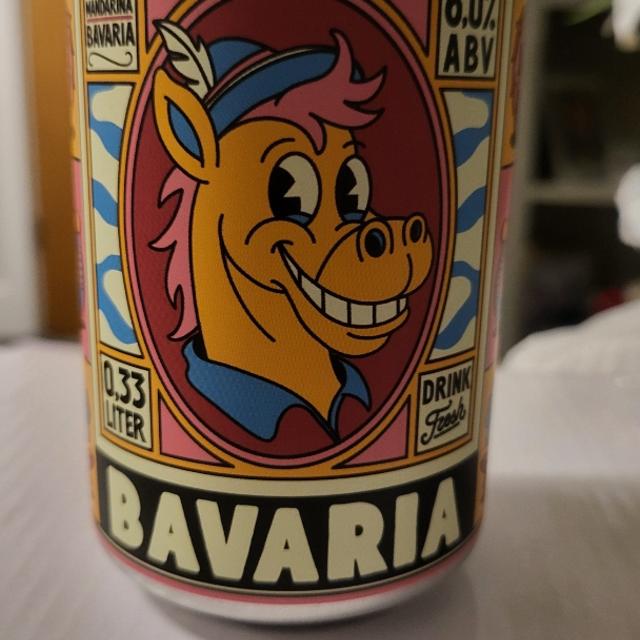 MANDARINA
BAVARIA
6.0%
ABV
0.33
LITER
DRINK
Fresh
BAVARIA